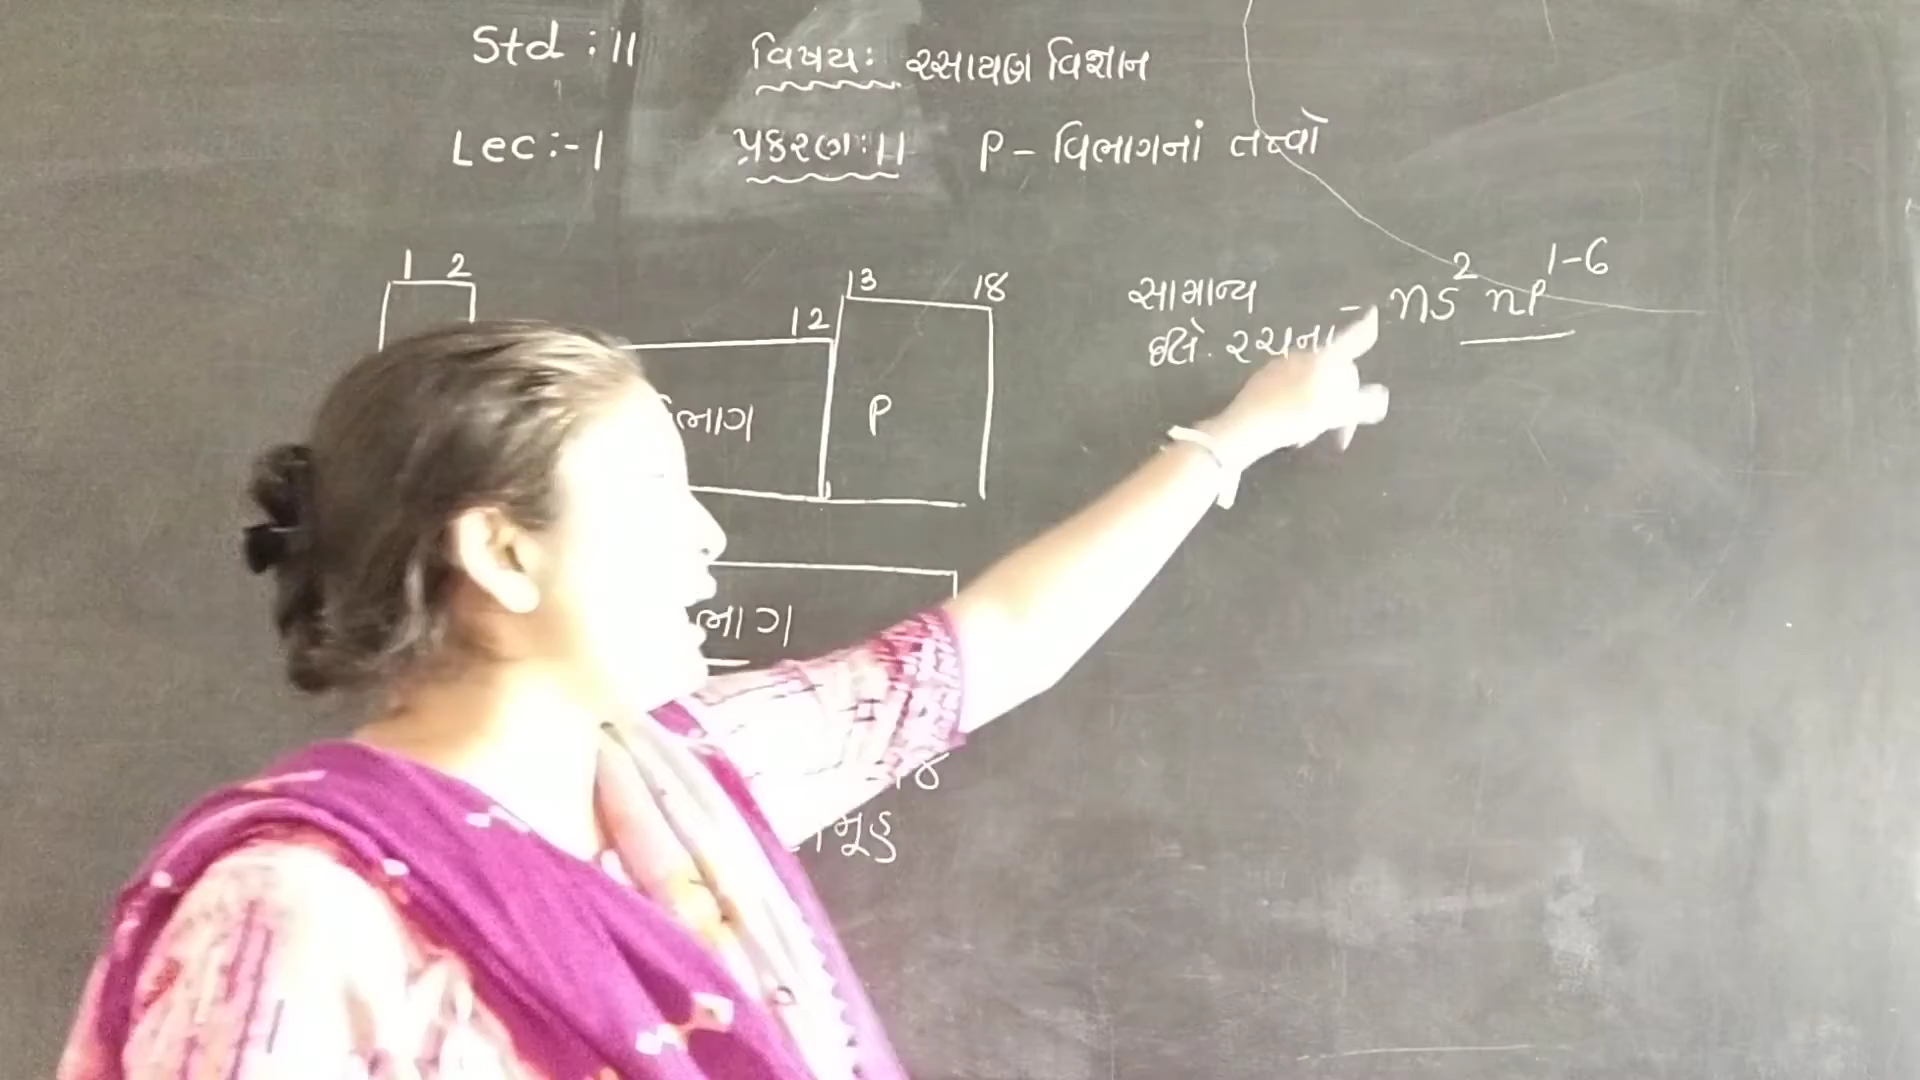 Std : 11 વિષય: રસાયણ વિજ્ઞાન
Lec :- 1 પ્રકરણ: 11 P - વિભાગનાં તત્વો
1 2
13 18
12
P
સામાન્ય
ઈલે. રચના - ns² np¹⁻⁶